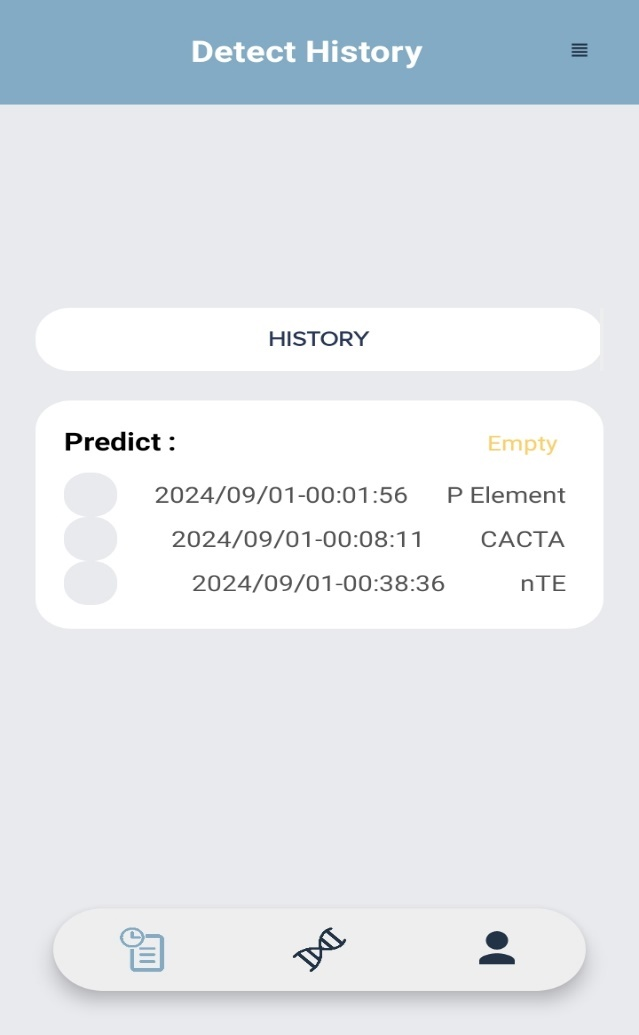 Detect History
HISTORY
Predict : Empty
2024/09/01-00:01:56 P Element
2024/09/01-00:08:11 CACTA
2024/09/01-00:38:36 nTE